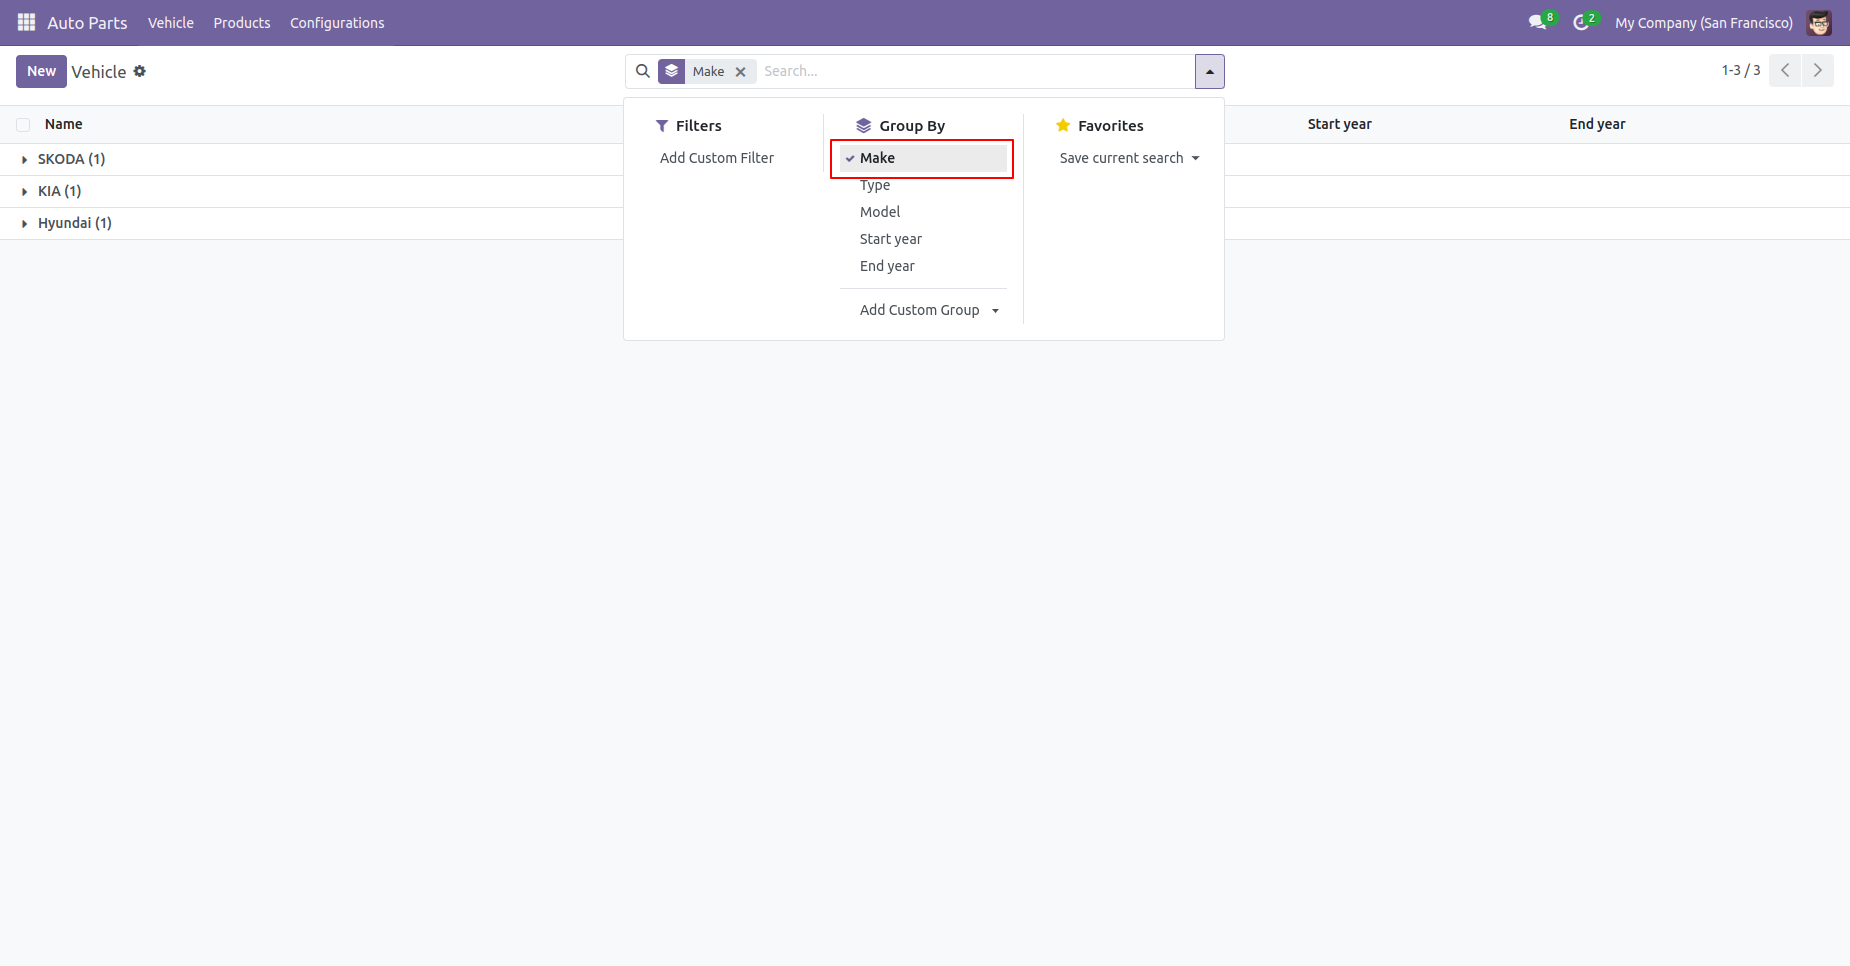 Auto Parts Vehicle Products Configurations 8 2 My Company (San Francisco)
New Vehicle Make Search... 1-3 / 3
Name Start year End year
SKODA (1)
KIA (1)
Hyundai (1)
Filters
Add Custom Filter
Group By
Make
Type
Model
Start year
End year
Add Custom Group
Favorites
Save current search